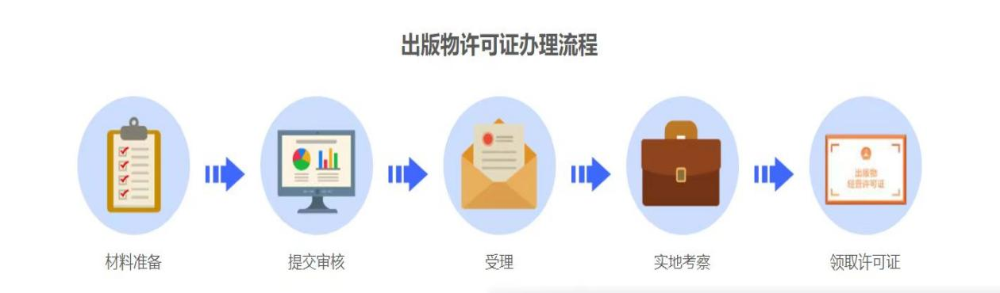 出版物许可证办理流程
出版物
经营许可证
材料准备
提交审核
受理
实地考察
领取许可证